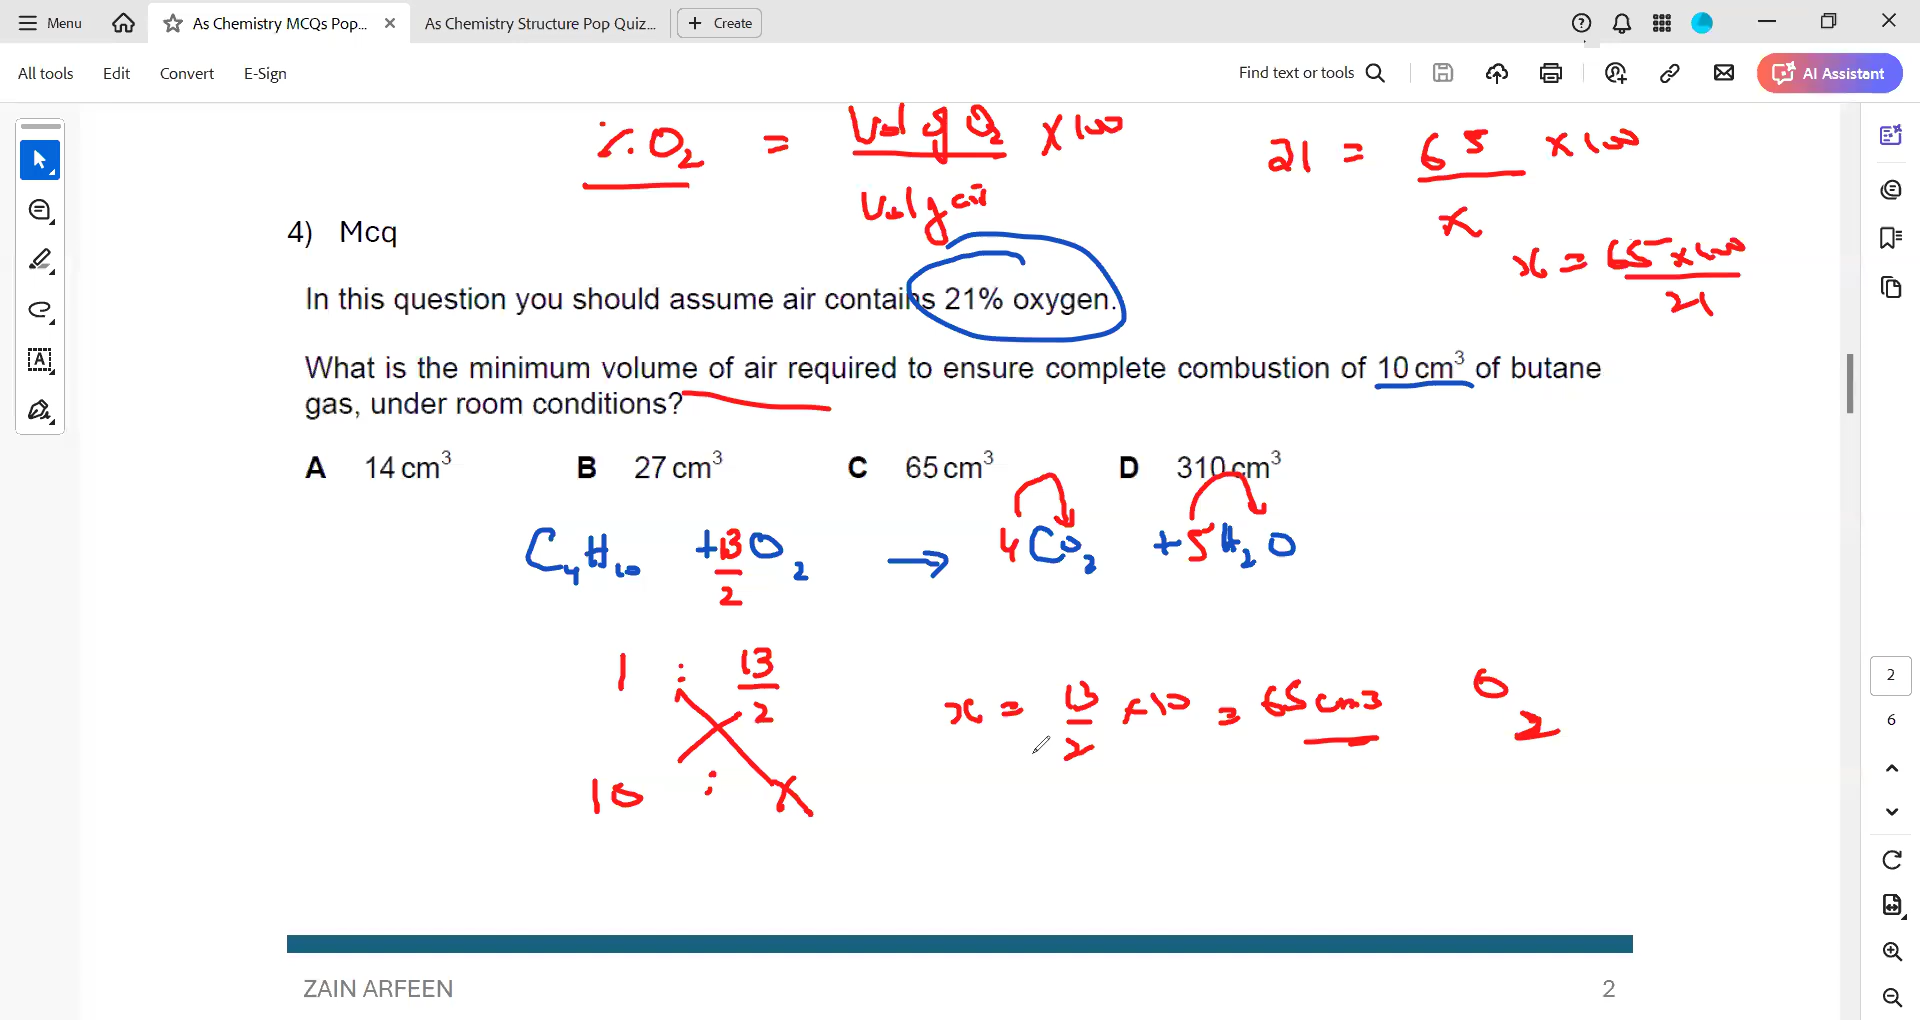 Menu As Chemistry MCQs Pop... As Chemistry Structure Pop Quiz... + Create
All tools Edit Convert E-Sign Find text or tools AI Assistant
%O2 = Vol of O2 / Vol of air × 100
21 = 65 / x × 100
x = 65 × 100 / 21
4) Mcq
In this question you should assume air contains 21% oxygen.
What is the minimum volume of air required to ensure complete combustion of 10 cm³ of butane
gas, under room conditions?
A 14 cm³ B 27 cm³ C 65 cm³ D 310 cm³
C4H10 + 13/2 O2 → 4CO2 + 5H2O
1 : 13/2
x = 13/2 × 10 = 65 cm3 O2
10 : x
2
6
ZAIN ARFEEN 2